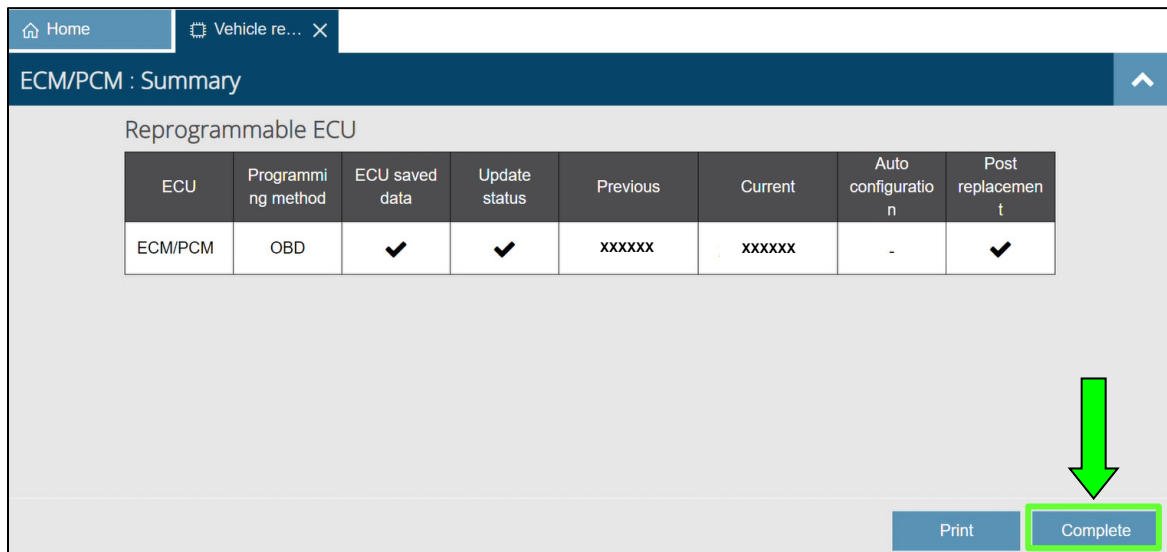 Home
Vehicle re...
ECM/PCM : Summary
Reprogrammable ECU
ECU
Programmi
ng method
ECU saved
data
Update
status
Previous
Current
Auto
configuratio
n
Post
replacemen
t
ECM/PCM
OBD
XXXXXX
XXXXXX
-
Print
Complete